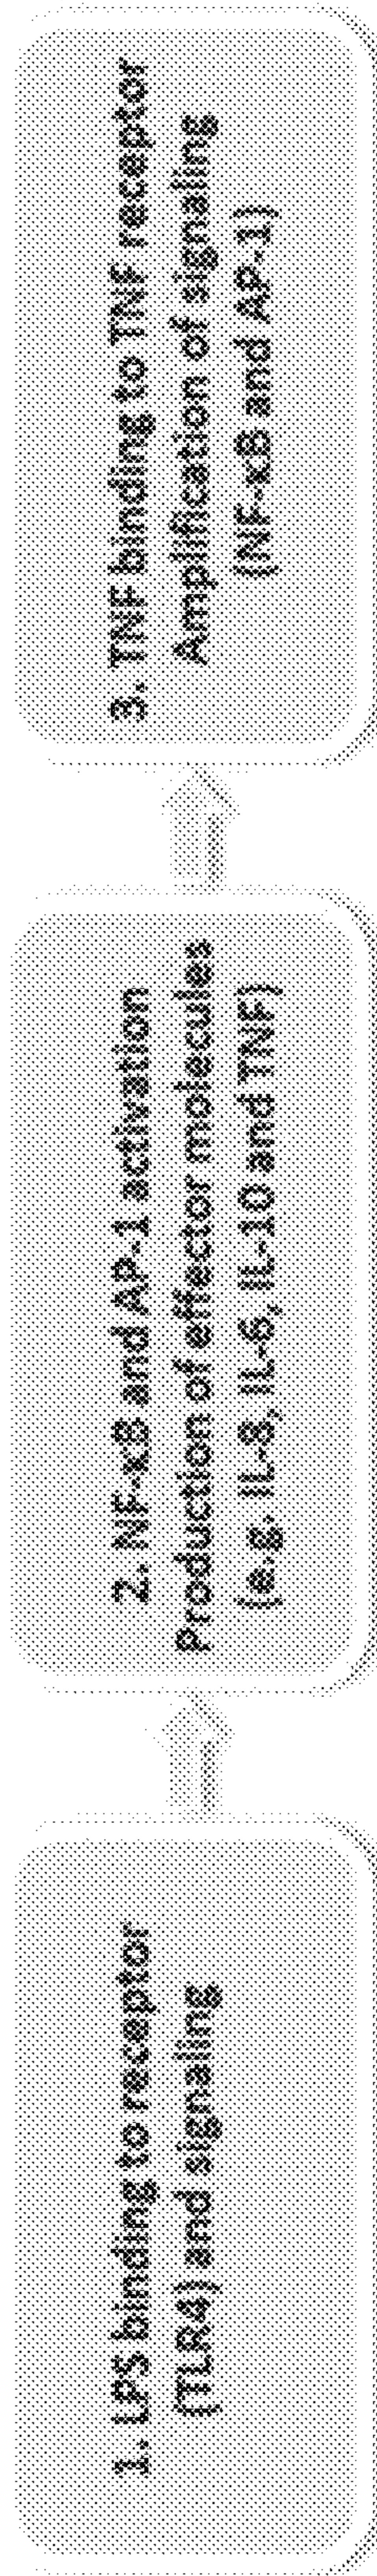 1. LPS binding to receptor
(TLR4) and signaling
2. NF-κB and AP-1 activation
Production of effector molecules
(e.g. IL-8, IL-6, IL-10 and TNF)
3. TNF binding to TNF receptor
Amplification of signaling
(NF-κB and AP-1)